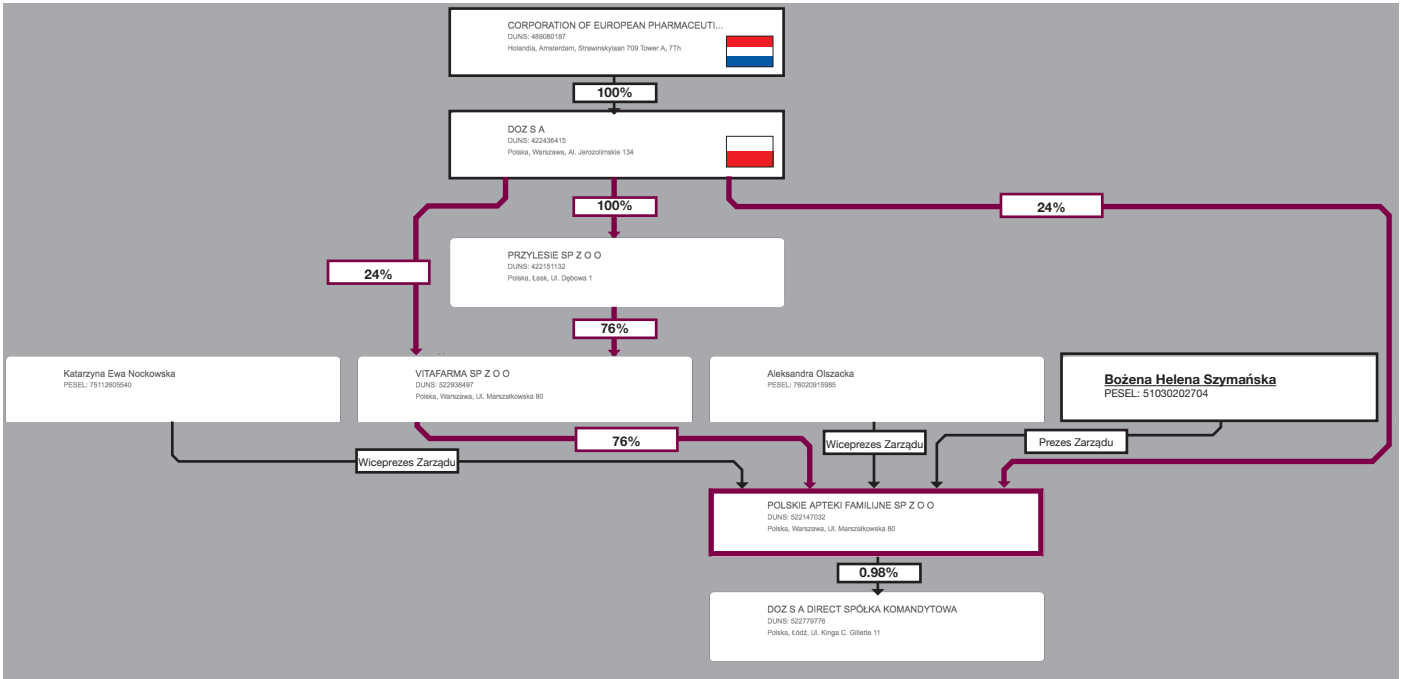 CORPORATION OF EUROPEAN PHARMACEUTI...
DUNS: 489080187
Holandia, Amsterdam, Strawinskylaan 709 Tower A, 7Th
100%
DOZ S A
DUNS: 422436415
Polska, Warszawa, Al. Jerozolimskie 134
100%
24%
24%
PRZYLESIE SP Z O O
DUNS: 422151132
Polska, Łask, Ul. Dębowa 1
76%
Katarzyna Ewa Nockowska
PESEL: 75112605540
VITAFARMA SP Z O O
DUNS: 522938497
Polska, Warszawa, Ul. Marszałkowska 80
Aleksandra Olszacka
PESEL: 76020915985
Bożena Helena Szymańska
PESEL: 51030202704
76%
Wiceprezes Zarządu
Prezes Zarządu
Wiceprezes Zarządu
POLSKIE APTEKI FAMILIJNE SP Z O O
DUNS: 522147032
Polska, Warszawa, Ul. Marszałkowska 80
0.98%
DOZ S A DIRECT SPÓŁKA KOMANDYTOWA
DUNS: 522779776
Polska, Łódź, Ul. Kinga C. Gillette 11